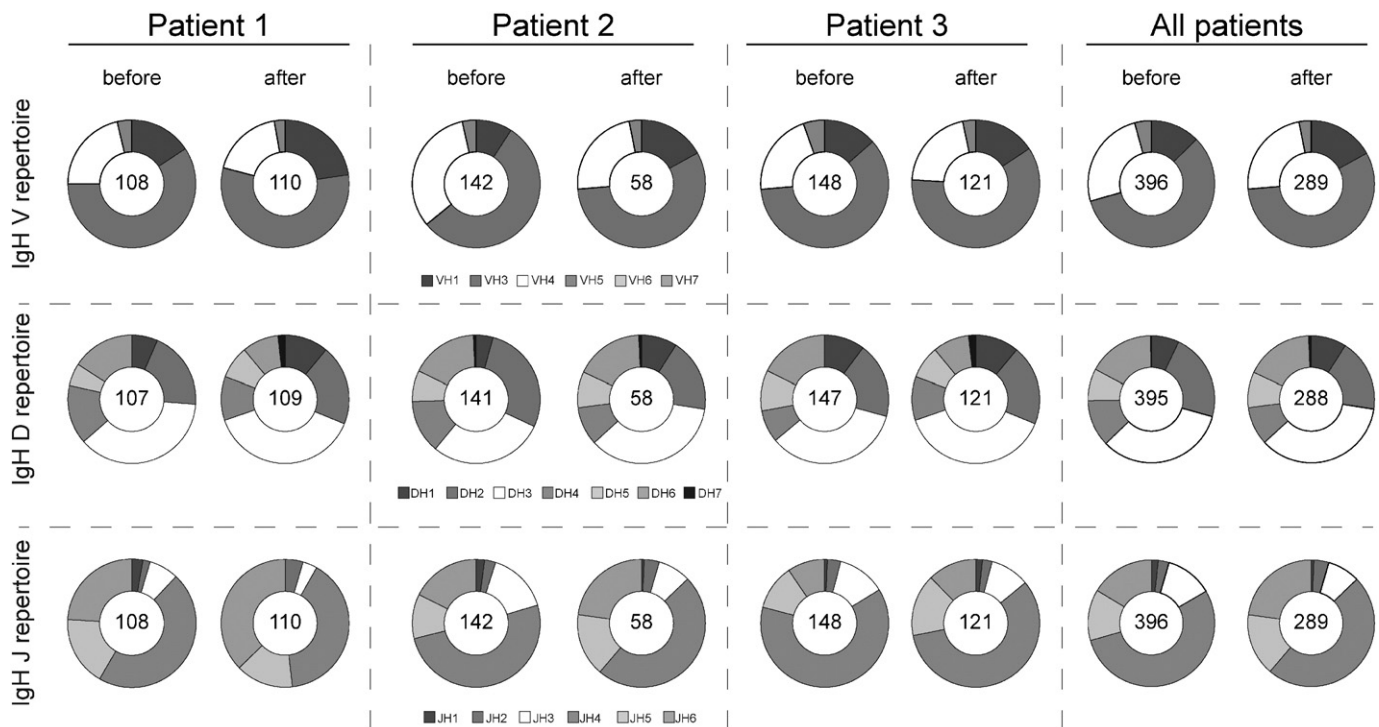 Patient 1 Patient 2 Patient 3 All patients
before after before after before after before after
IgH V repertoire
108 110 142 58 148 121 396 289
VH1 VH3 VH4 VH5 VH6 VH7
IgH D repertoire
107 109 141 58 147 121 395 288
DH1 DH2 DH3 DH4 DH5 DH6 DH7
IgH J repertoire
108 110 142 58 148 121 396 289
JH1 JH2 JH3 JH4 JH5 JH6